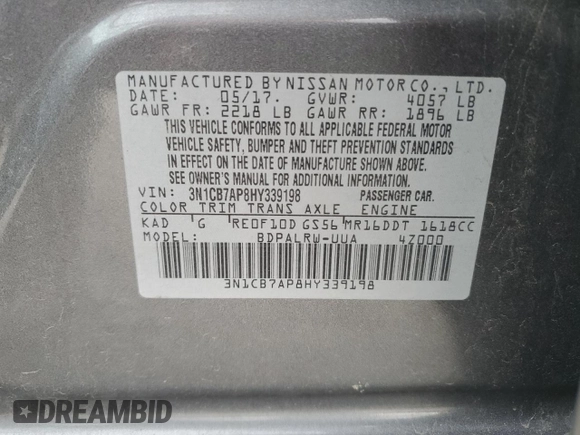 MANUFACTURED BY NISSAN MOTOR CO., LTD.
DATE: 05/17. GVWR: 4057 LB
GAWR FR: 2218 LB GAWR RR: 1896 LB
THIS VEHICLE CONFORMS TO ALL APPLICABLE FEDERAL MOTOR
VEHICLE SAFETY, BUMPER AND THEFT PREVENTION STANDARDS
IN EFFECT ON THE DATE OF MANUFACTURE SHOWN ABOVE.
SEE OWNER'S MANUAL FOR ADDITIONAL INFORMATION.
VIN: 3N1CB7AP8HY339198 PASSENGER CAR.
COLOR TRIM TRANS AXLE ENGINE
KAD G RE0F10D GS56 MR16DDT 1618CC
MODEL: BDPALRW-UUA 4Z000
3N1CB7AP8HY339198
DREAMBID